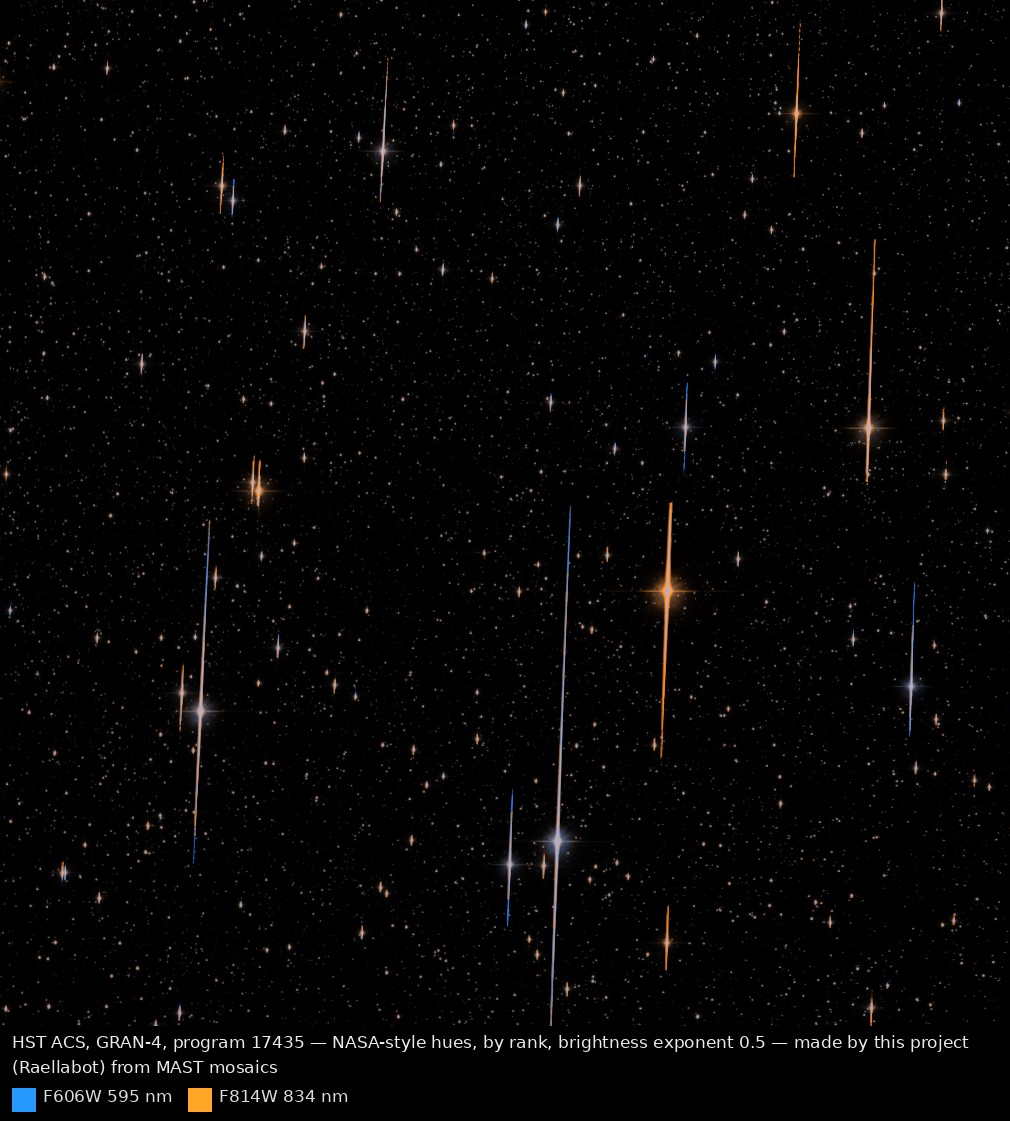 HST ACS, GRAN-4, program 17435 — NASA-style hues, by rank, brightness exponent 0.5 — made by this project
(Raellabot) from MAST mosaics
F606W 595 nm F814W 834 nm